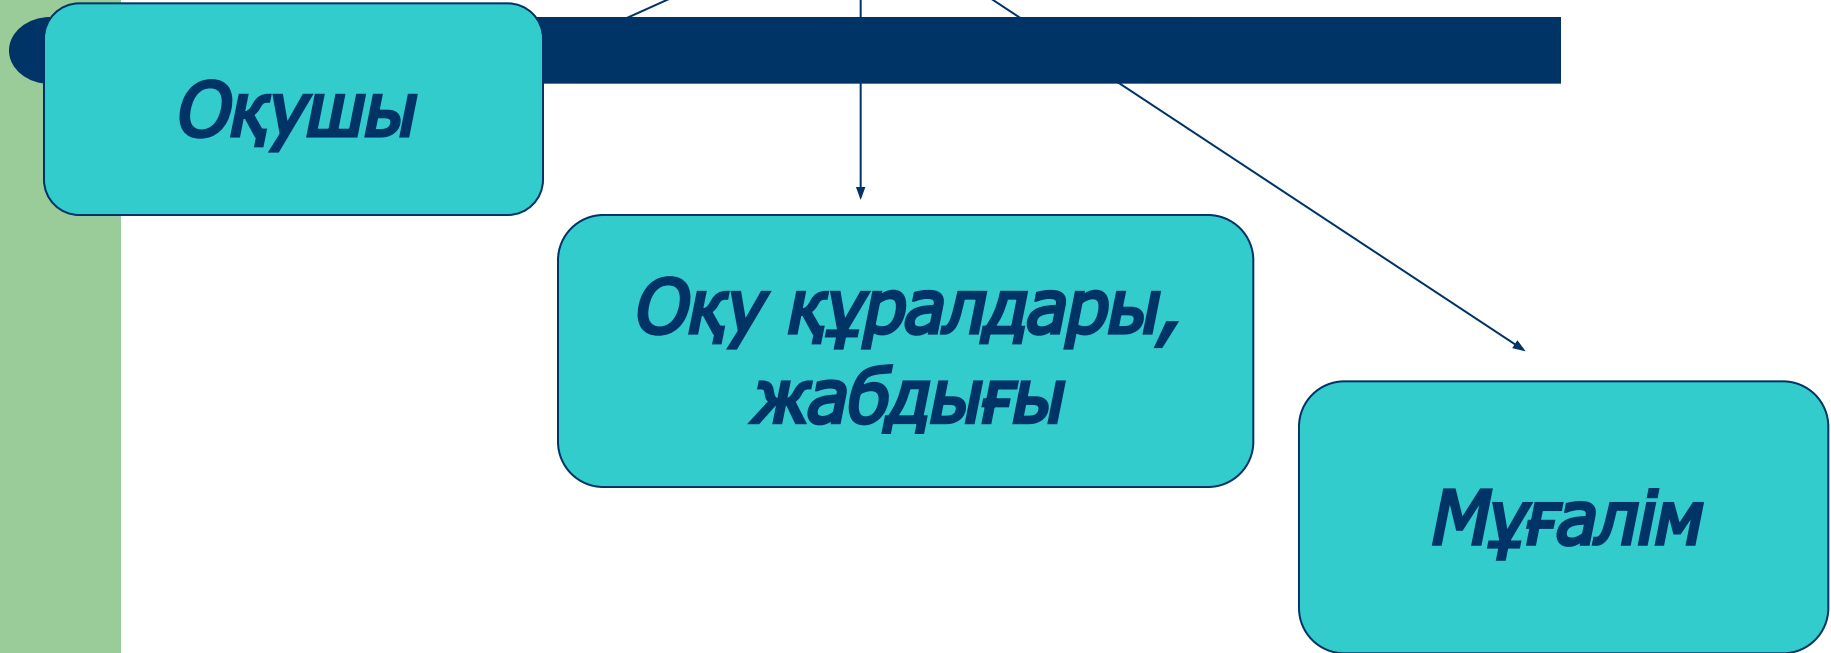 Оқушы
Оқу құралдары,
жабдығы
Мұғалім